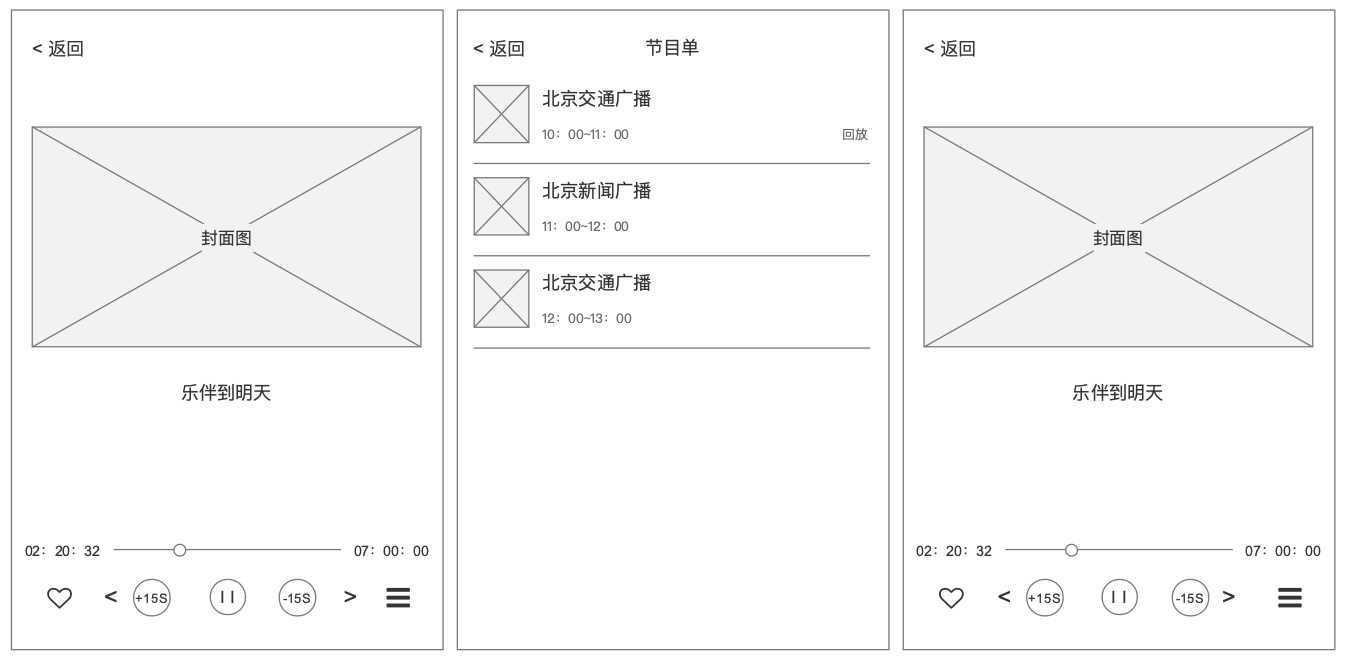 < 返回
封面图
乐伴到明天
02：20：32
07：00：00
<
+15S
-15S
>
< 返回
节目单
北京交通广播
10：00~11：00
回放
北京新闻广播
11：00~12：00
北京交通广播
12：00~13：00
< 返回
封面图
乐伴到明天
02：20：32
07：00：00
<
+15S
-15S
>